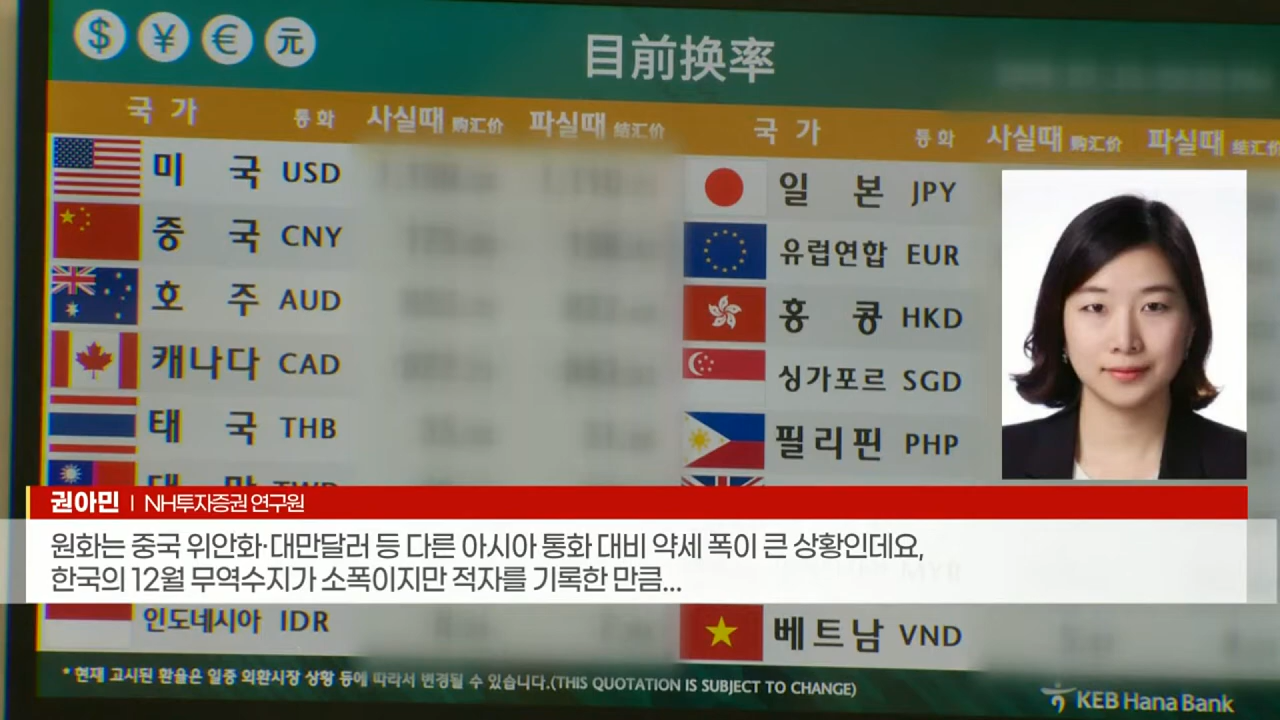 $ ¥ € 元
目前换率
국 가 통화 사실때 购汇价 파실때 结汇价 국 가 통화 사실때 购汇价 파실때 结汇价
미 국 USD
일 본 JPY
중 국 CNY
유럽연합 EUR
호 주 AUD
홍 콩 HKD
캐나다 CAD
싱가포르 SGD
태 국 THB
필리핀 PHP
권아민 | NH투자증권 연구원
원화는 중국 위안화·대만달러 등 다른 아시아 통화 대비 약세 폭이 큰 상황인데요,
한국의 12월 무역수지가 소폭이지만 적자를 기록한 만큼...
인도네시아 IDR
베트남 VND
* 현재 고시된 환율은 일중 외환시장 상황 등에 따라서 변경될 수 있습니다.(THIS QUOTATION IS SUBJECT TO CHANGE)
KEB Hana Bank